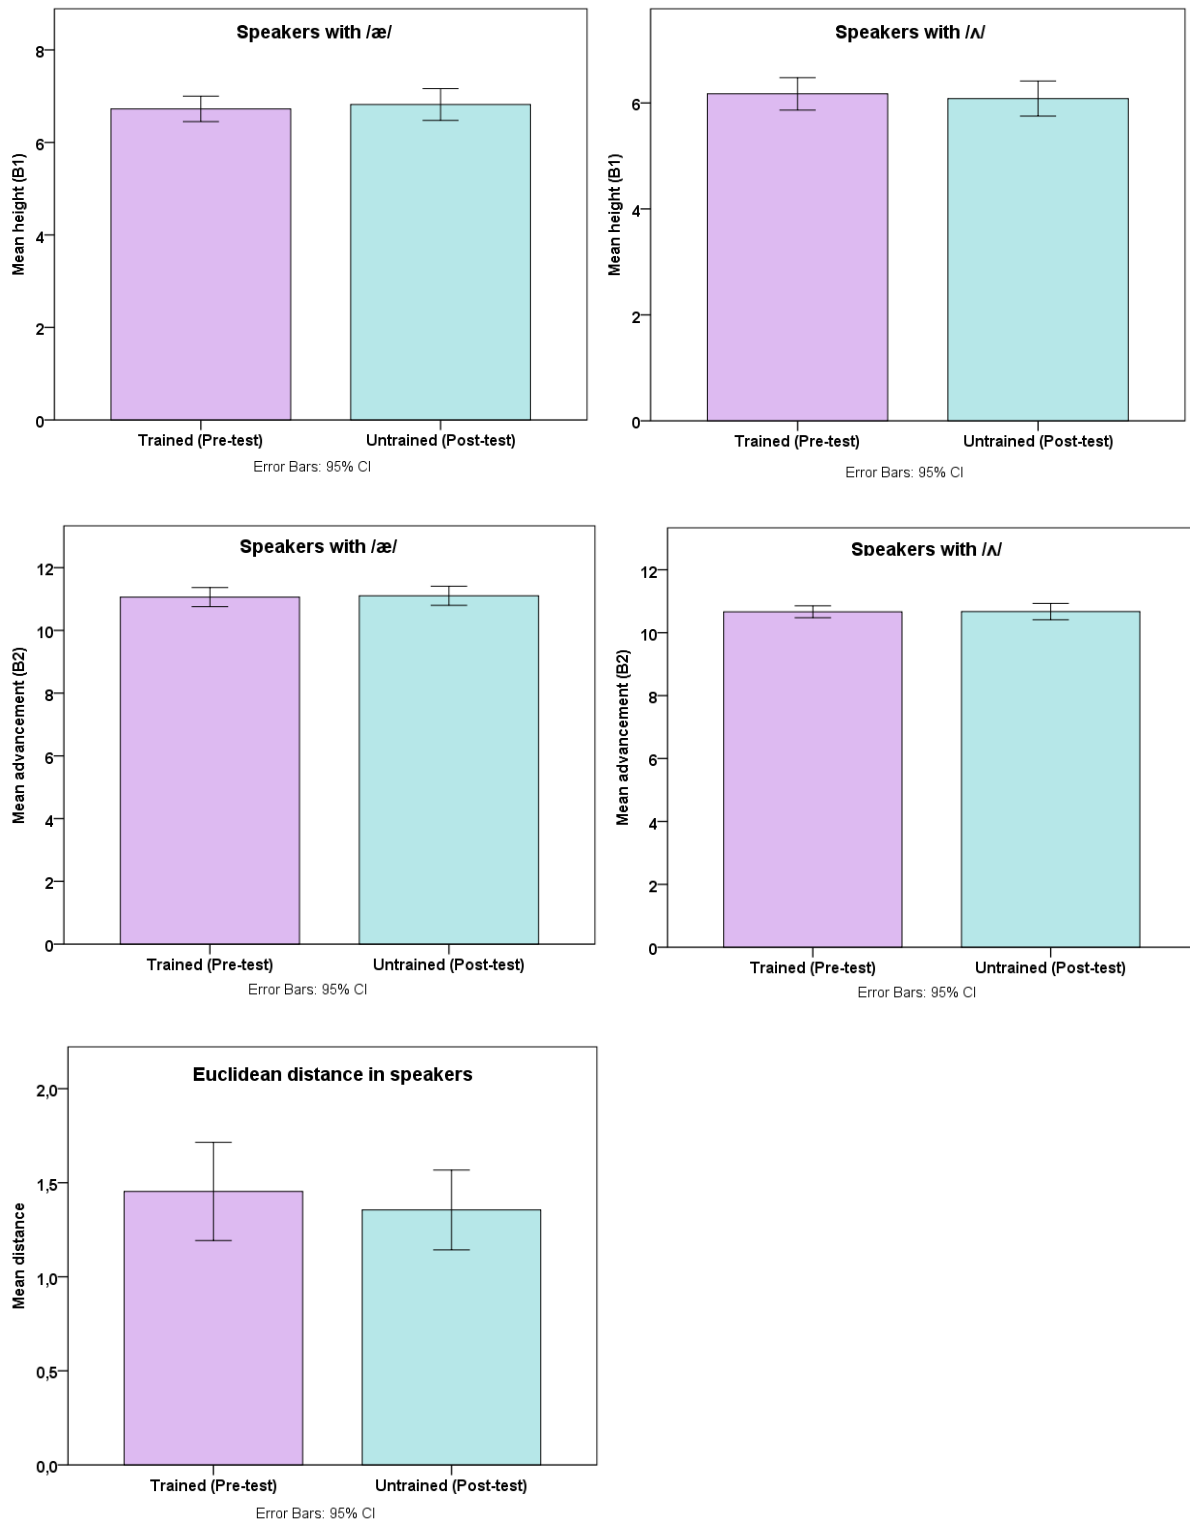 Speakers with /æ/
Mean height (B1)
8
6
4
2
0
Trained (Pre-test) Untrained (Post-test)
Error Bars: 95% CI
Speakers with /ʌ/
Mean height (B1)
6
4
2
0
Trained (Pre-test) Untrained (Post-test)
Error Bars: 95% CI
Speakers with /æ/
Mean advancement (B2)
12
10
8
6
4
2
0
Trained (Pre-test) Untrained (Post-test)
Error Bars: 95% CI
Speakers with /ʌ/
Mean advancement (B2)
12
10
8
6
4
2
0
Trained (Pre-test) Untrained (Post-test)
Error Bars: 95% CI
Euclidean distance in speakers
Mean distance
2,0
1,5
1,0
0,5
0,0
Trained (Pre-test) Untrained (Post-test)
Error Bars: 95% CI